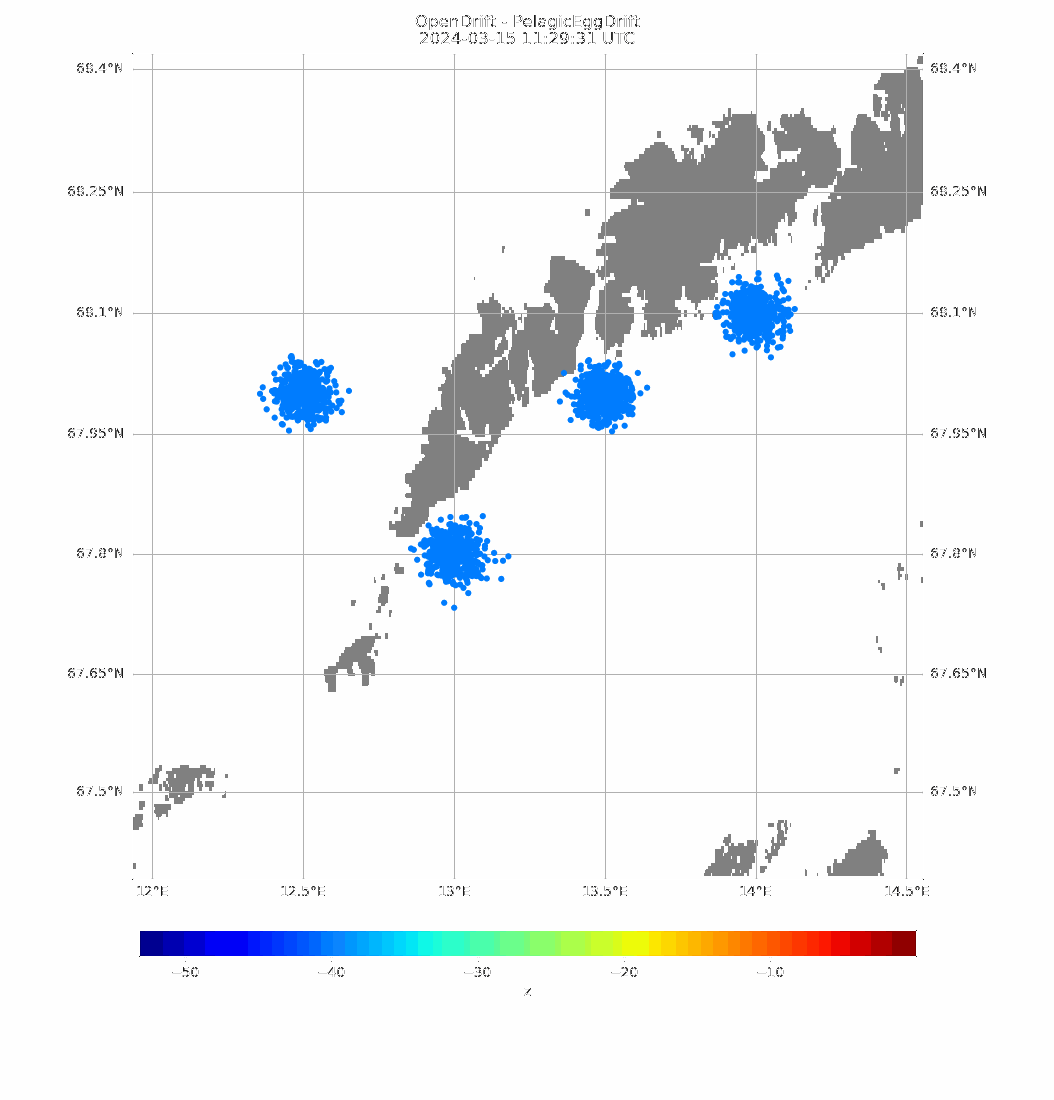 OpenDrift - PelagicEggDrift
2024-03-15 11:29:31 UTC
68.4°N 68.4°N
68.25°N 68.25°N
68.1°N 68.1°N
67.95°N 67.95°N
67.8°N 67.8°N
67.65°N 67.65°N
67.5°N 67.5°N
12°E 12.5°E 13°E 13.5°E 14°E 14.5°E
−50 −40 −30 −20 −10
z